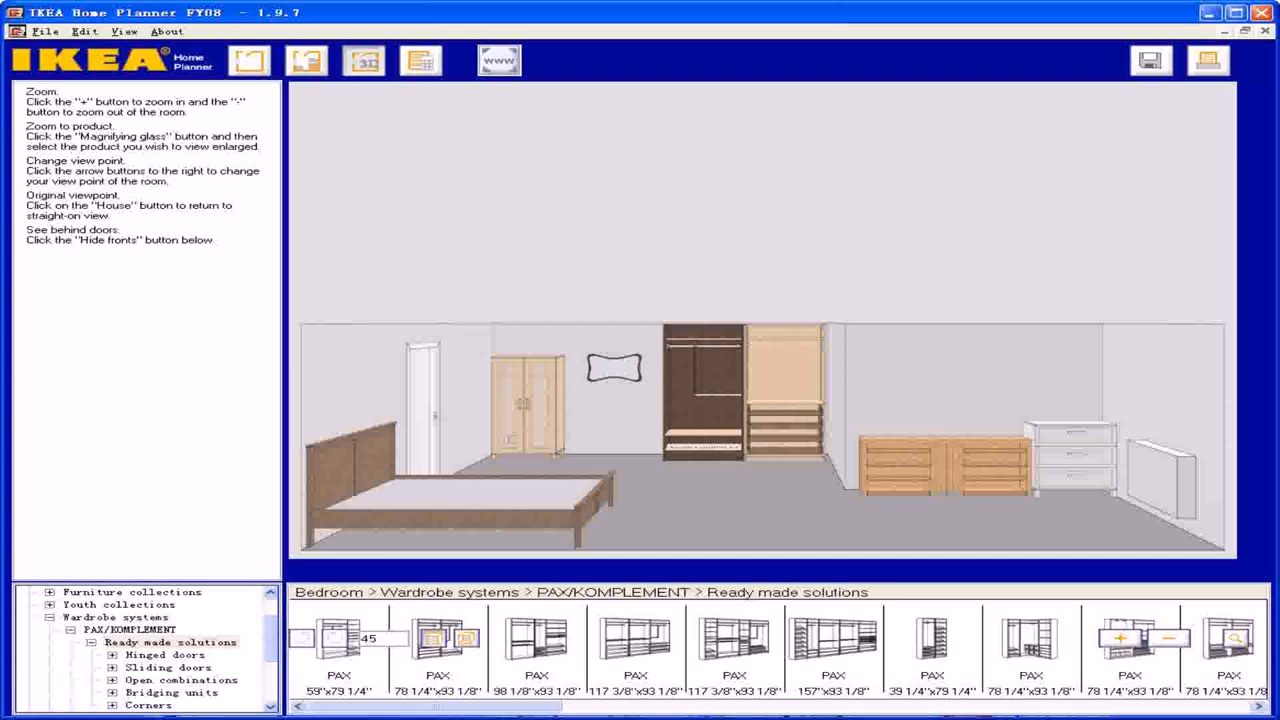 IKEA Home Planner FY08 - 1.9.7
File Edit View About
IKEA® Home Planner
3D
www
Zoom.
Click the "+" button to zoom in and the "-"
button to zoom out of the room.
Zoom to product.
Click the "Magnifying glass" button and then
select the product you wish to view enlarged.
Change view point.
Click the arrow buttons to the right to change
your view point of the room.
Original viewpoint.
Click on the "House" button to return to
straight-on view.
See behind doors.
Click the "Hide fronts" button below.
Furniture collections
Youth collections
Wardrobe systems
PAX/KOMPLEMENT
Ready made solutions
Hinged doors
Sliding doors
Open combinations
Bridging units
Corners
Bedroom > Wardrobe systems > PAX/KOMPLEMENT > Ready made solutions
45
PAX PAX PAX PAX PAX PAX PAX PAX PAX PAX
59"x79 1/4" 78 1/4"x93 1/8" 98 1/8"x93 1/8" 117 3/8"x93 1/8" 117 3/8"x93 1/8" 157"x93 1/8" 39 1/4"x79 1/4" 78 1/4"x93 1/8" 78 1/4"x93 1/8" 78 1/4"x93 1/8